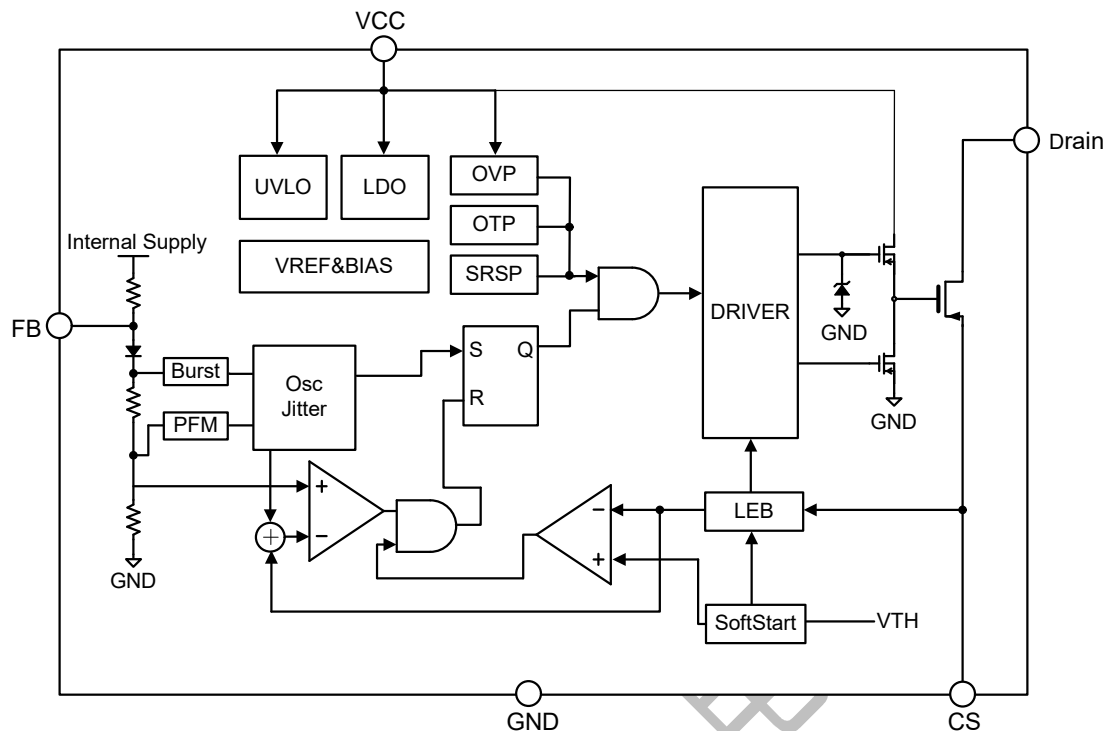 VCC
Drain
UVLO
LDO
OVP
OTP
SRSP
VREF&BIAS
Internal Supply
FB
Burst
PFM
Osc
Jitter
S
Q
R
DRIVER
GND
GND
+
−
+
GND
−
+
LEB
SoftStart
VTH
GND
CS